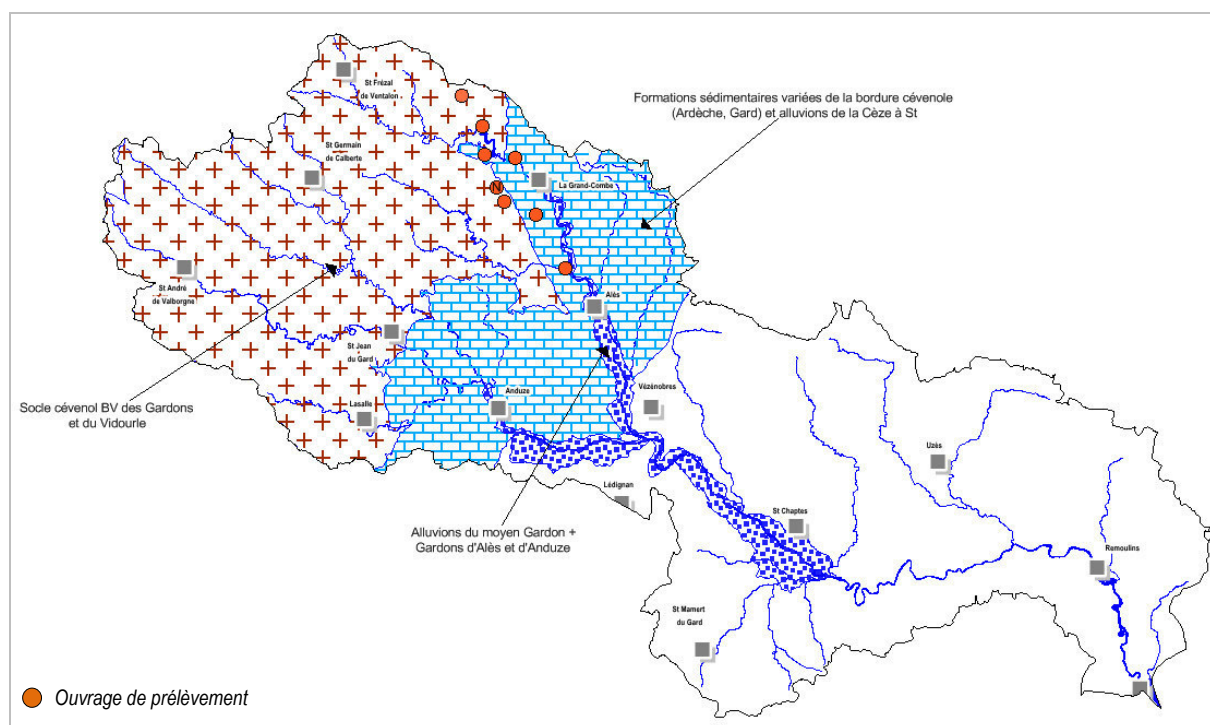 St Frézal
de Ventalon
Formations sédimentaires variées de la bordure cévenole
(Ardèche, Gard) et alluvions de la Cèze à St
St Germain
de Calberte
La Grand-Combe
N
St André
de Valborgne
Alès
St Jean
du Gard
Socle cévenol BV des Gardons
et du Vidourle
Lasalle
Anduze
Vézénobres
Uzès
Lédignan
St Chaptes
Alluvions du moyen Gardon +
Gardons d'Alès et d'Anduze
Remoulins
St Mamert
du Gard
Ouvrage de prélèvement